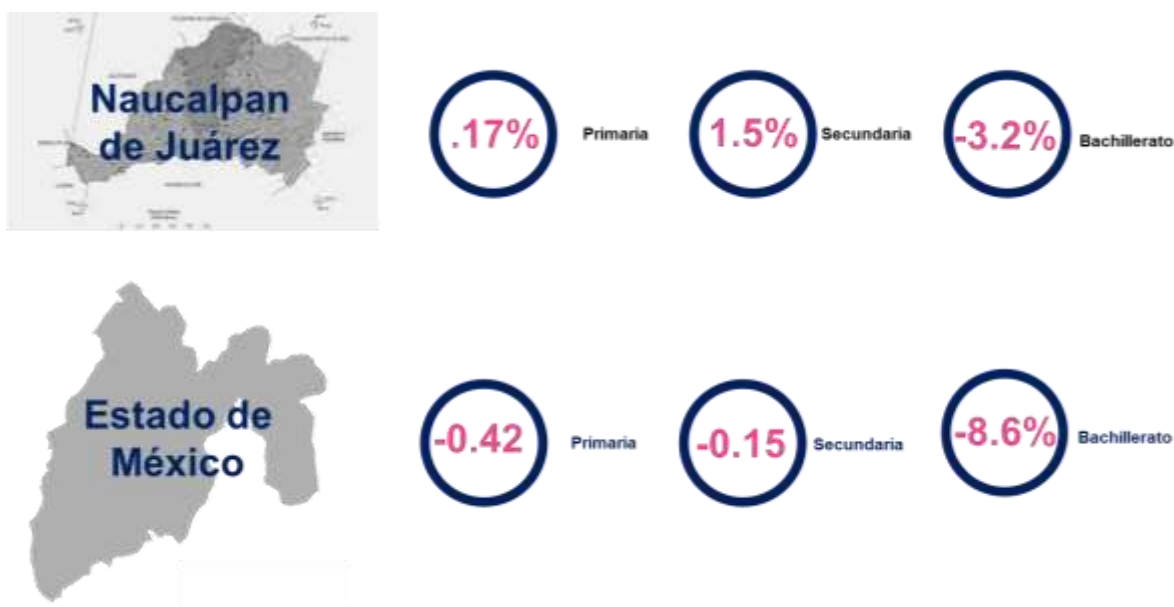 Naucalpan
de Juárez
.17%
Primaria
1.5%
Secundaria
-3.2%
Bachillerato
Estado de
México
-0.42
Primaria
-0.15
Secundaria
-8.6%
Bachillerato